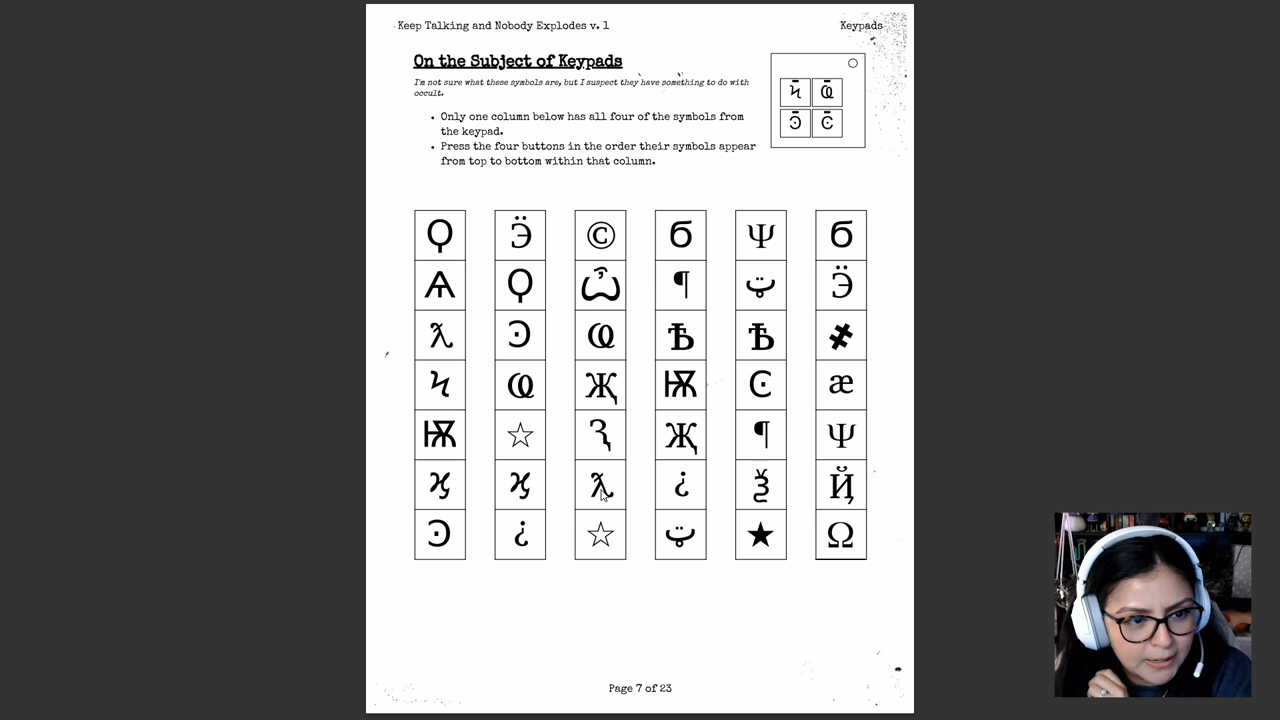 Keep Talking and Nobody Explodes v. 1
Keypads
On the Subject of Keypads
I'm not sure what these symbols are, but I suspect they have something to do with
occult.
• Only one column below has all four of the symbols from
the keypad.
• Press the four buttons in the order their symbols appear
from top to bottom within that column.
Ϟ Ҩ
Ͽ Ͼ
Ϙ Ӭ © б Ψ б
Ѧ Ϙ Ѽ ¶ ټ Ӭ
ƛ Ͽ Ҩ Ѣ Ѣ ҂
Ϟ Ҩ Җ Ѭ Ͼ æ
Ѭ ☆ Ԇ Җ ¶ Ψ
ϗ ϗ ƛ ¿ Ѯ Ҋ
Ͽ ¿ ☆ ټ ★ Ω
Page 7 of 23